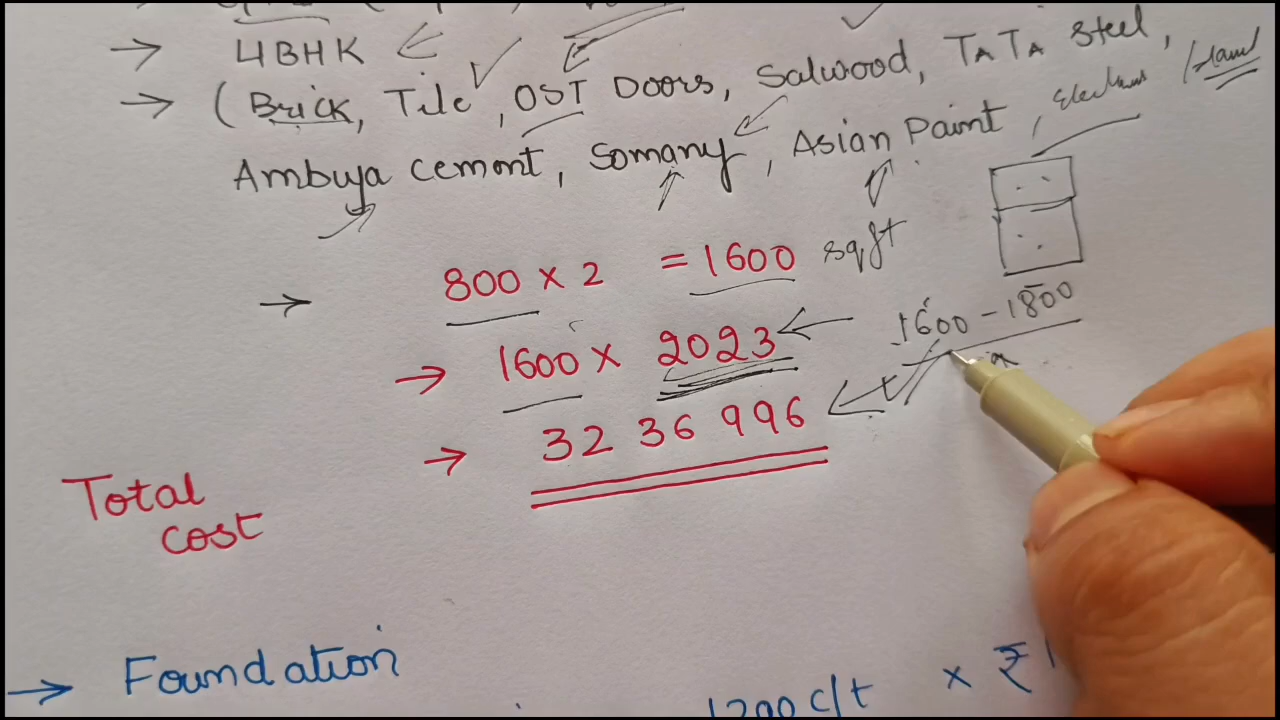 → 4BHK
→ (Brick, Tile, OST Doors, Salwood, TATA Steel,
Ambuya cement, Somany, Asian Paint,
→ 800 × 2 = 1600 sqft
→ 1600 × 2023
1600 - 1800
→ 32 36 996
Total
cost
→ Foundation
1200 c/t × ₹